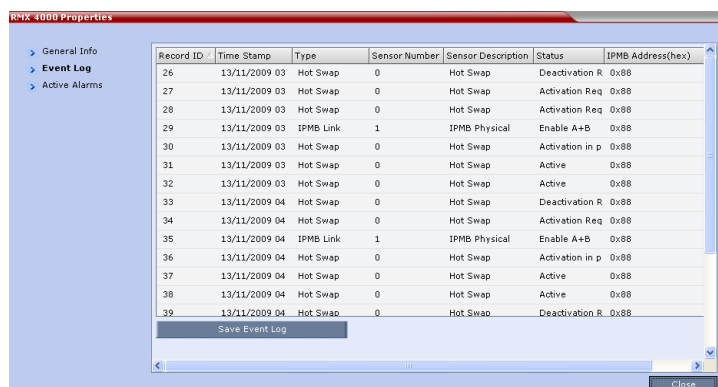 RMX 4000 Properties
General Info
Event Log
Active Alarms
Record ID Time Stamp Type Sensor Number Sensor Description Status IPMB Address(hex)
26 13/11/2009 03 Hot Swap 0 Hot Swap Deactivation R 0x88
27 13/11/2009 03 Hot Swap 0 Hot Swap Activation Req 0x88
28 13/11/2009 03 Hot Swap 0 Hot Swap Activation Req 0x88
29 13/11/2009 03 IPMB Link 1 IPMB Physical Enable A+B 0x88
30 13/11/2009 03 Hot Swap 0 Hot Swap Activation in p 0x88
31 13/11/2009 03 Hot Swap 0 Hot Swap Active 0x88
32 13/11/2009 03 Hot Swap 0 Hot Swap Active 0x88
33 13/11/2009 04 Hot Swap 0 Hot Swap Deactivation R 0x88
34 13/11/2009 04 Hot Swap 0 Hot Swap Activation Req 0x88
35 13/11/2009 04 IPMB Link 1 IPMB Physical Enable A+B 0x88
36 13/11/2009 04 Hot Swap 0 Hot Swap Activation in p 0x88
37 13/11/2009 04 Hot Swap 0 Hot Swap Active 0x88
38 13/11/2009 04 Hot Swap 0 Hot Swap Active 0x88
39 13/11/2009 04 Hot Swap 0 Hot Swap Deactivation R 0x88
Save Event Log
Close